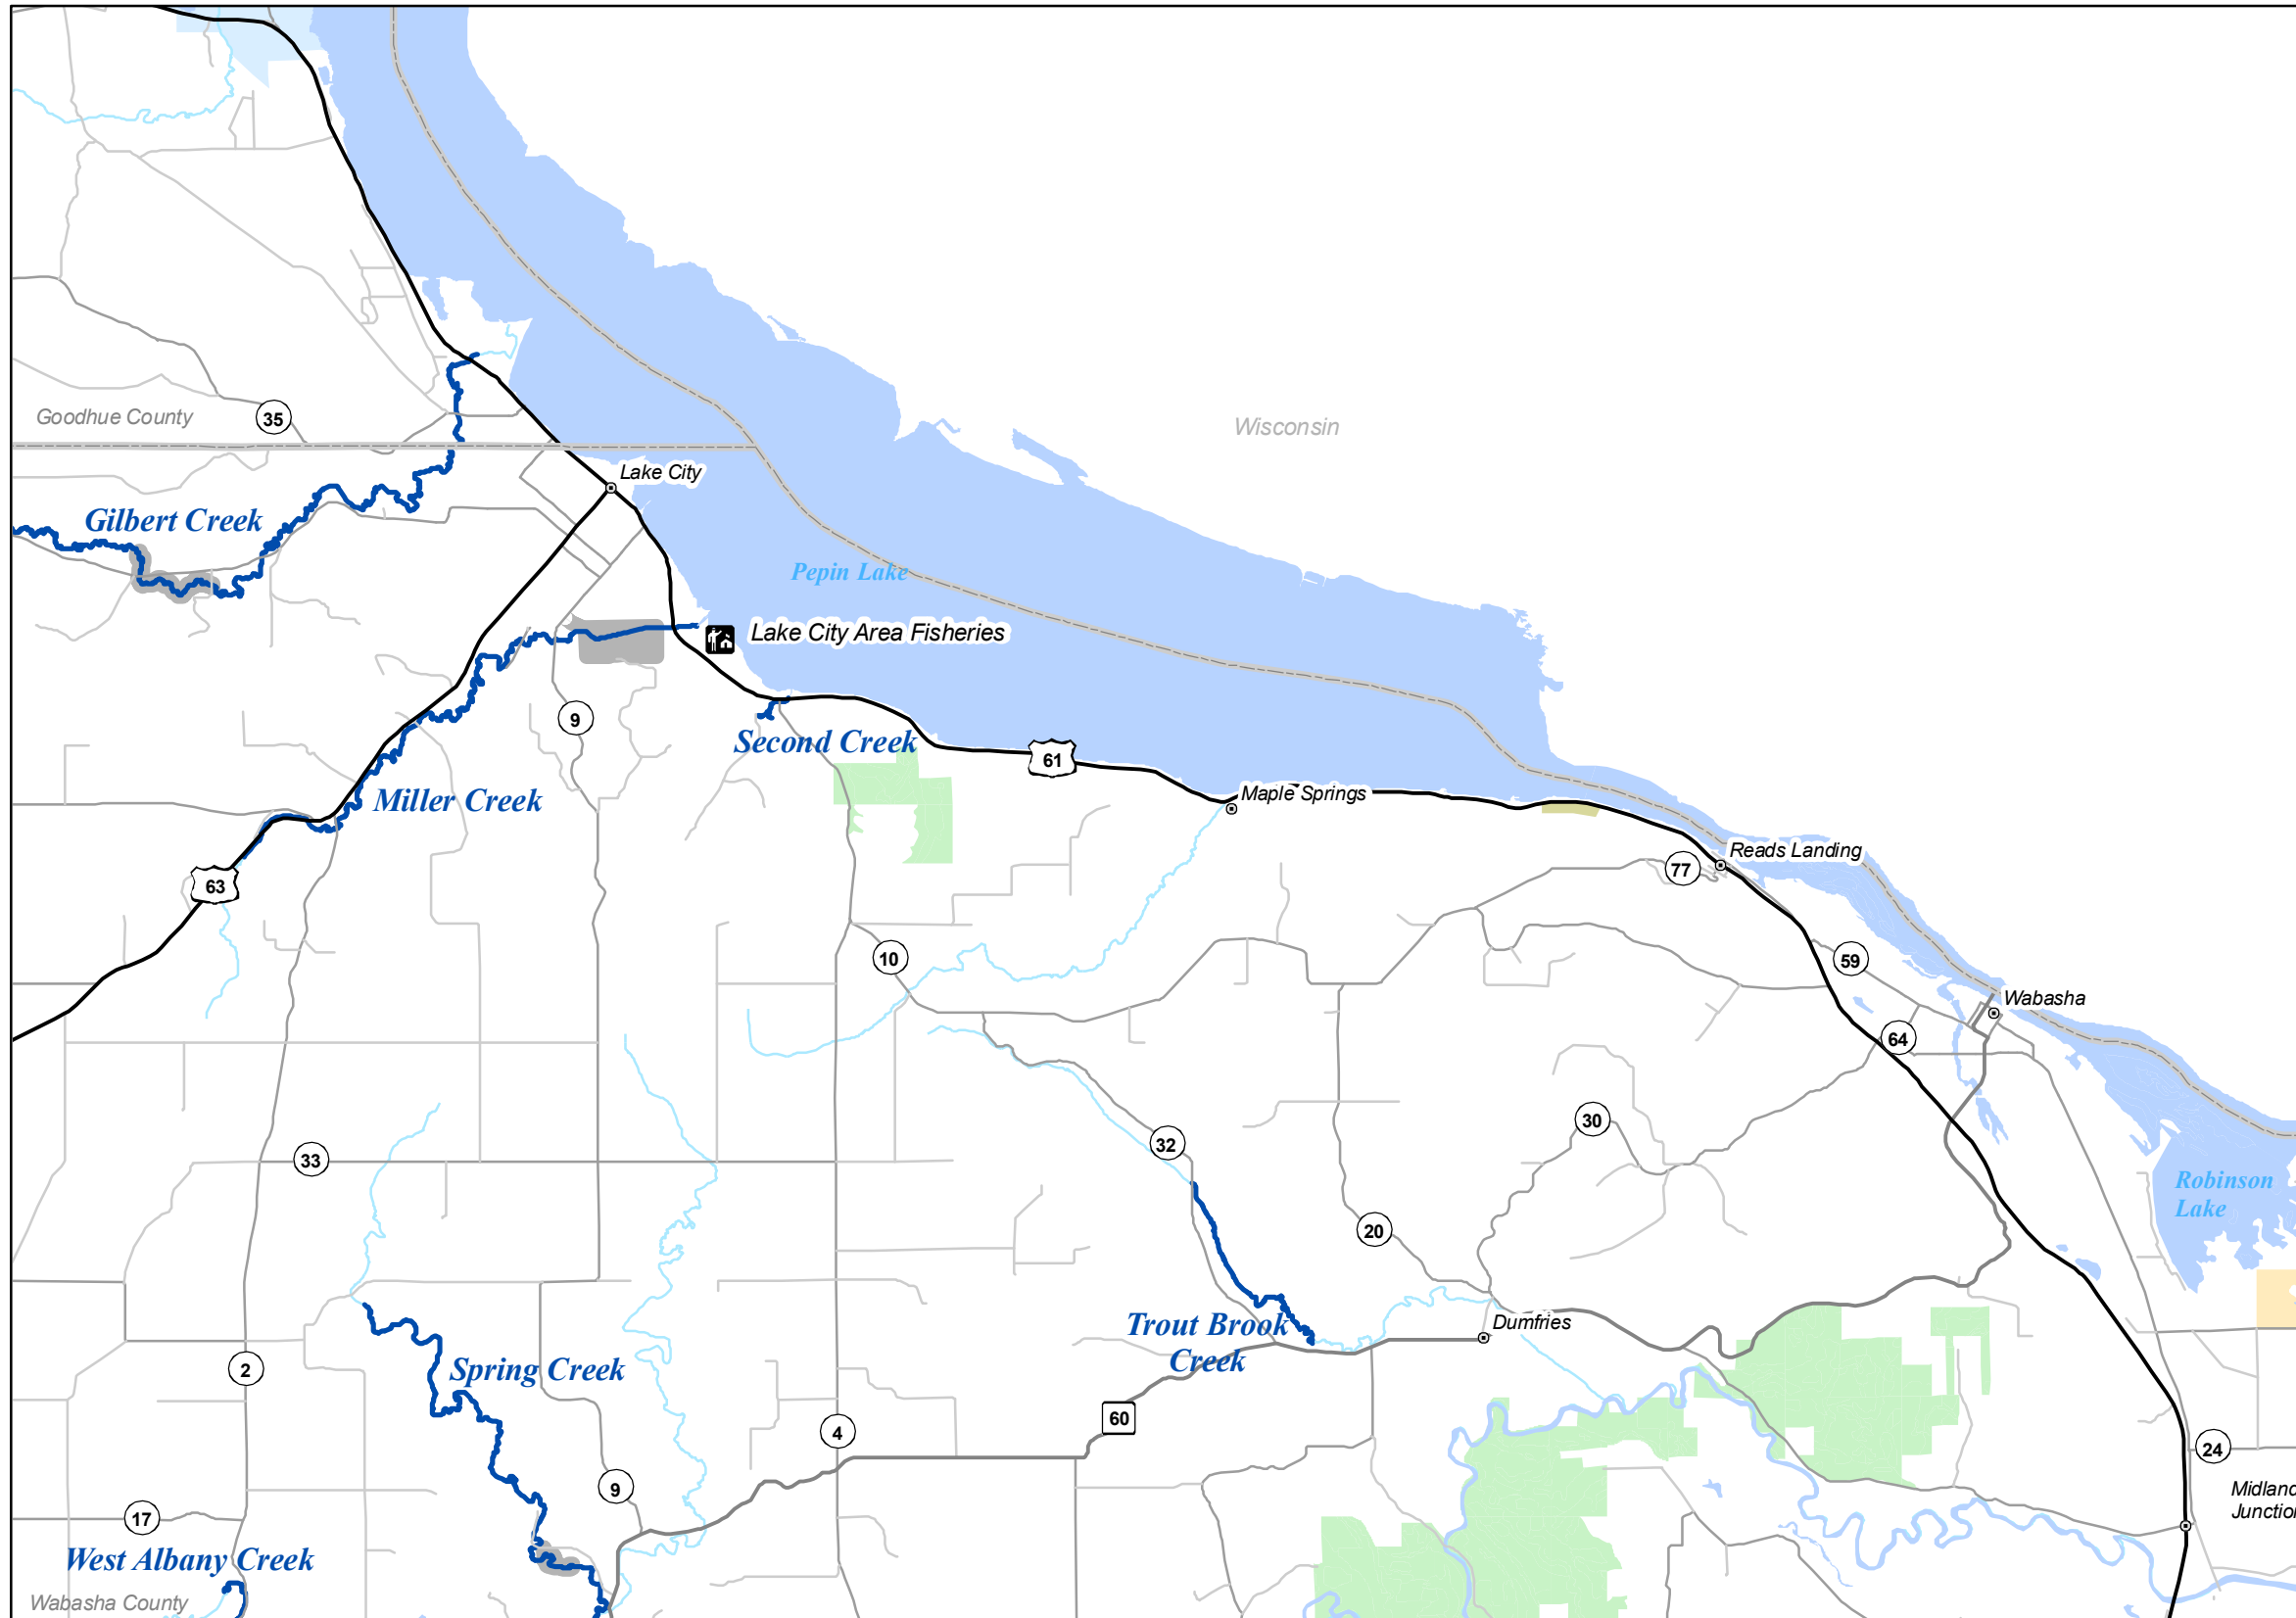 Goodhue County
35
Wisconsin
Lake City
Gilbert Creek
Pepin Lake
Lake City Area Fisheries
9
Second Creek
61
Miller Creek
Maple Springs
Reads Landing
77
63
10
59
Wabasha
64
30
32
33
Robinson
Lake
20
Trout Brook
Creek
Dumfries
2
Spring Creek
60
4
24
9
Midlan
Junctio
17
West Albany Creek
Wabasha County